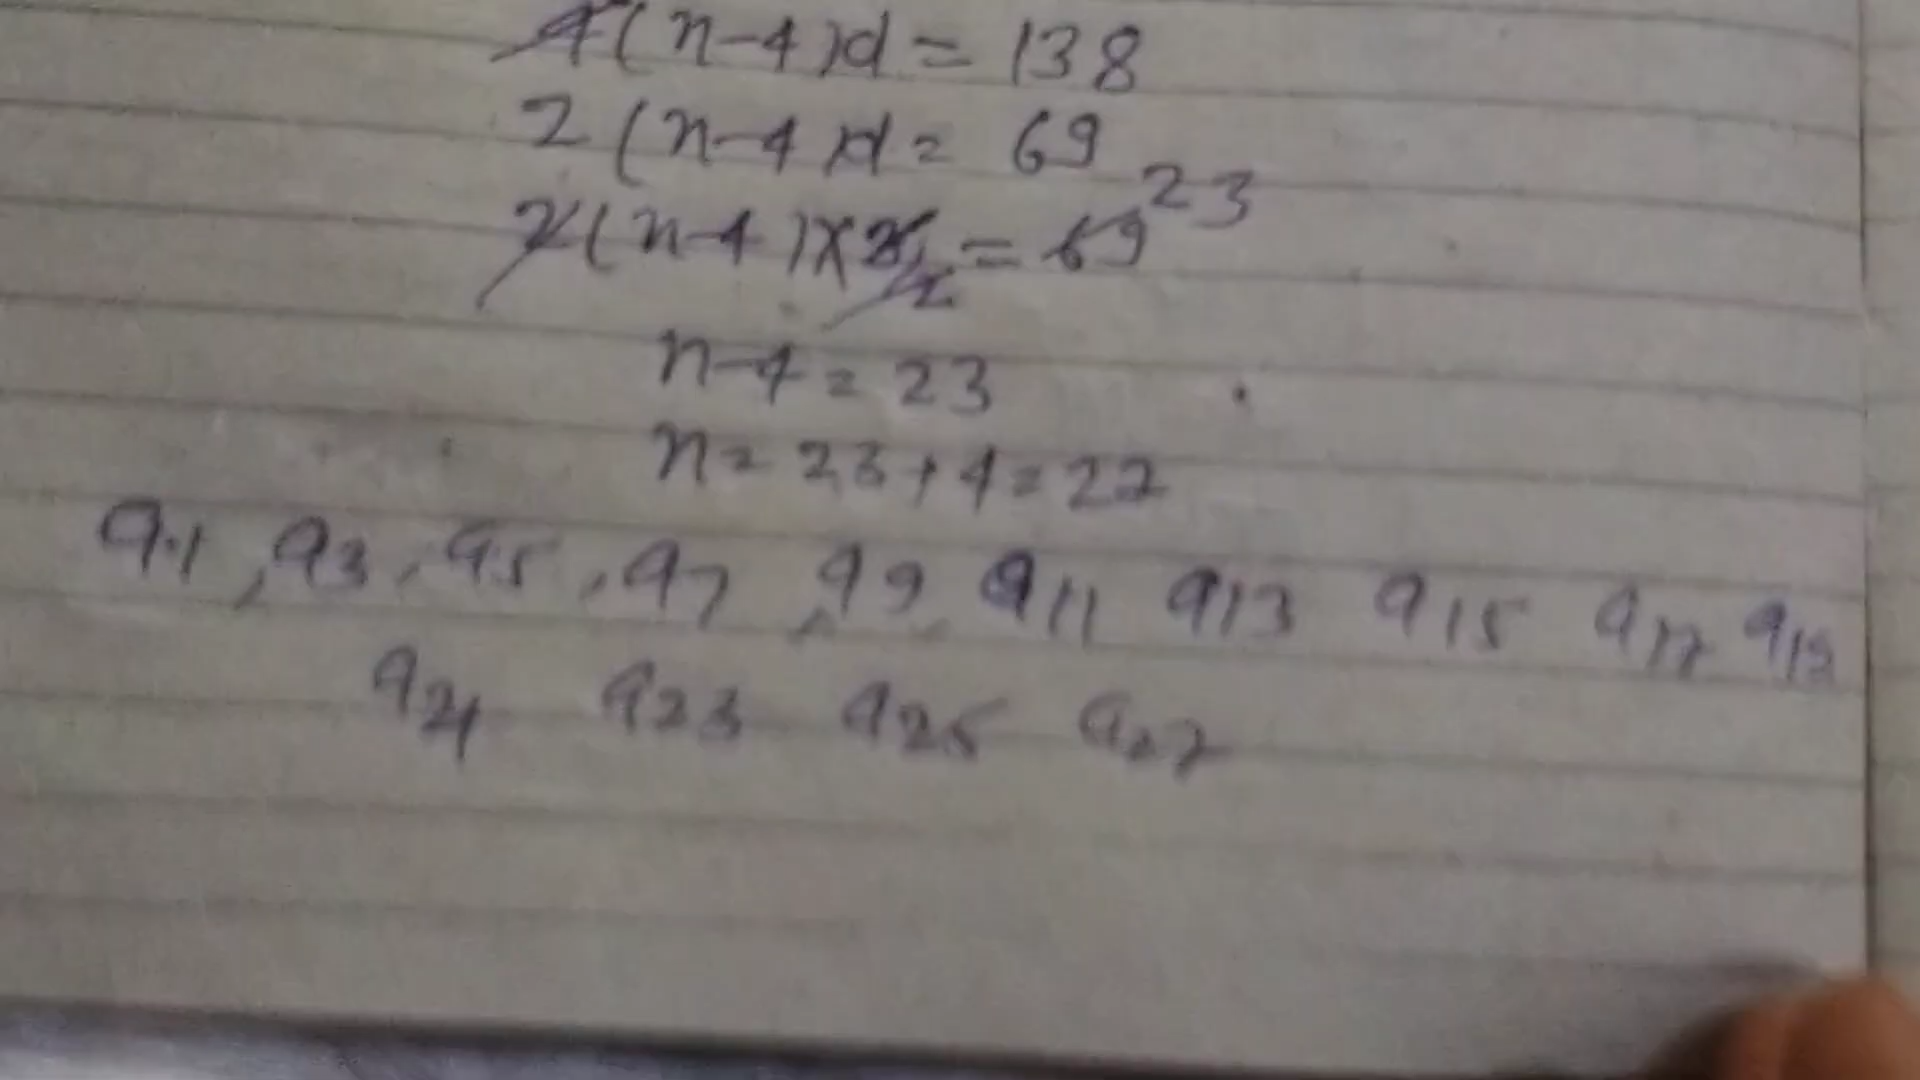 4(n-4)d = 138
2(n-4)d = 69
2(n-4)×3/2 = 69 23
n-4 = 23
n = 23+4 = 27
a1, a3, a5, a7, a9, a11 a13 a15 a17 a19
a21 a23 a25 a27